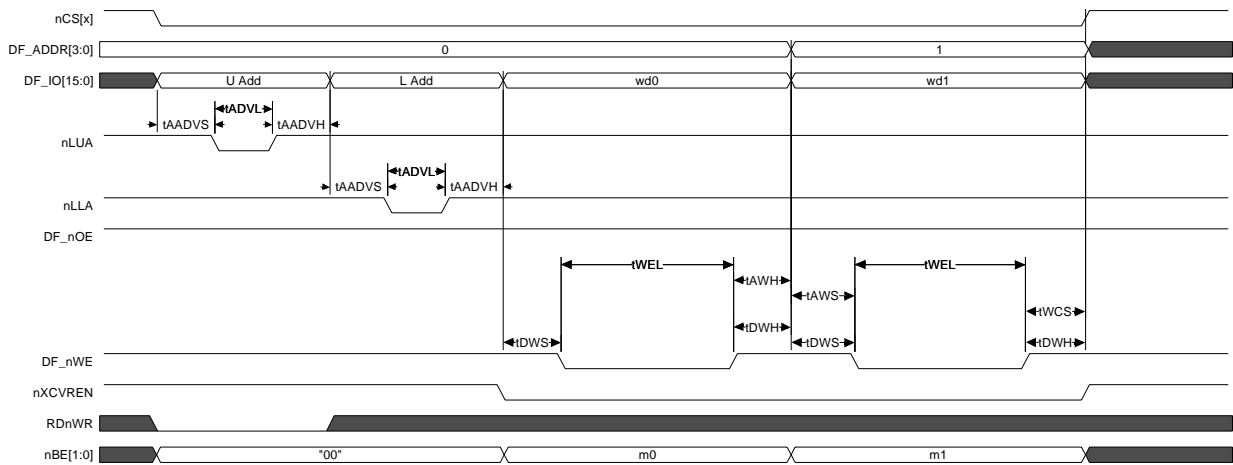 nCS[x]
DF_ADDR[3:0] 0 1
DF_IO[15:0] U Add L Add wd0 wd1
tADVL
tAADVS tAADVH
nLUA
tADVL
tAADVS tAADVH
nLLA
DF_nOE
tWEL tWEL
tAWH tAWS
tWCS
tDWS tDWH tDWS tDWH
DF_nWE
nXCVREN
RDnWR
nBE[1:0] "00" m0 m1